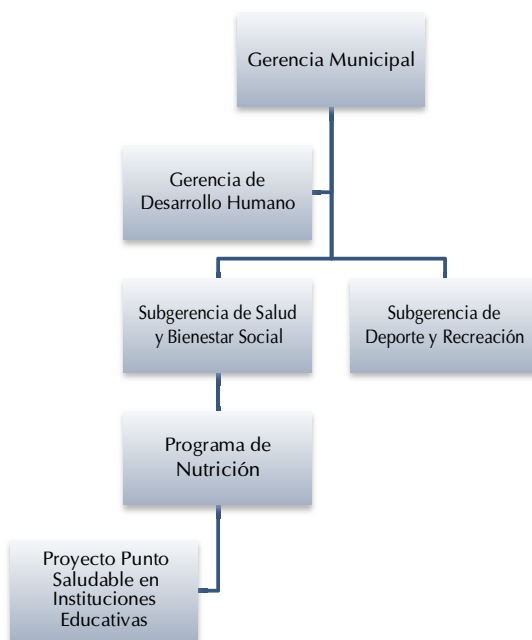 Gerencia Municipal
Gerencia de
Desarrollo Humano
Subgerencia de Salud
y Bienestar Social
Subgerencia de
Deporte y Recreación
Programa de
Nutrición
Proyecto Punto
Saludable en
Instituciones
Educativas